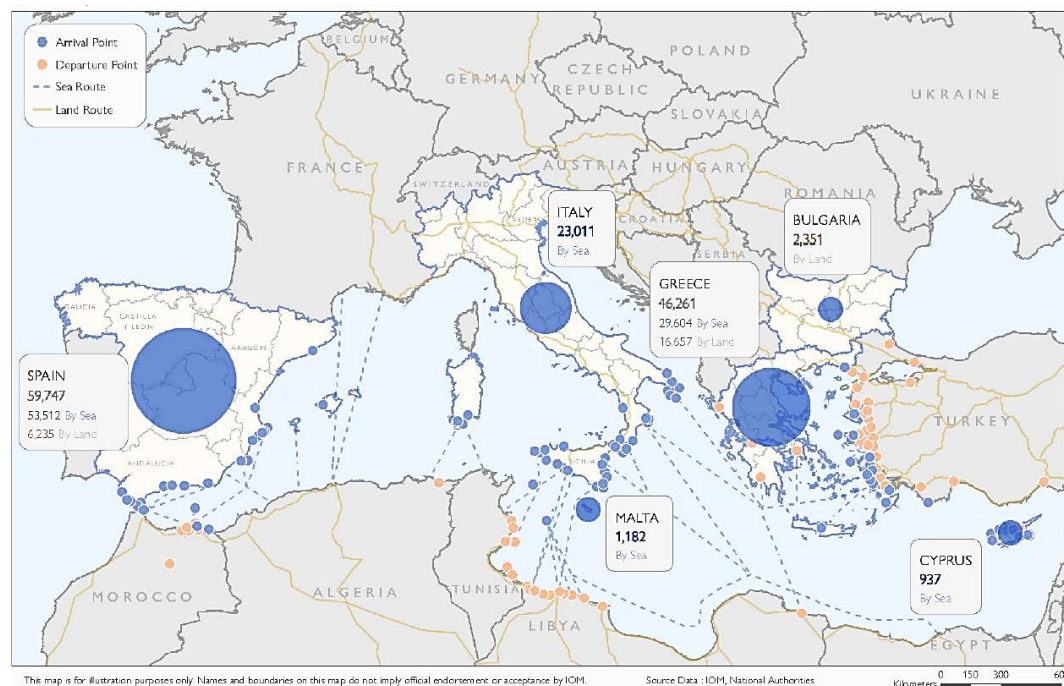 Arrival Point
Departure Point
Sea Route
Land Route
BELGIUM
GERMANY
POLAND
CZECH
REPUBLIC
UKRAINE
SLOVAKIA
FRANCE
AUSTRIA
HUNGARY
SWITZERLAND
ROMANIA
CROATIA
SERBIA
ITALY
23,011
By Sea
BULGARIA
2,351
By Land
GREECE
46,261
29,604 By Sea
16,657 By Land
GALICIA
CASTILLA
Y LEÓN
ARAGÓN
SPAIN
59,747
53,512 By Sea
6,235 By Land
ANDALUCIA
TURKEY
SICILIA
MALTA
1,182
By Sea
CYPRUS
937
By Sea
MOROCCO
ALGERIA
TUNISIA
LIBYA
EGYPT
This map is for illustration purposes only. Names and boundaries on this map do not imply official endorsement or acceptance by IOM.
Source Data : IOM, National Authorities
0 150 300
Kilometers